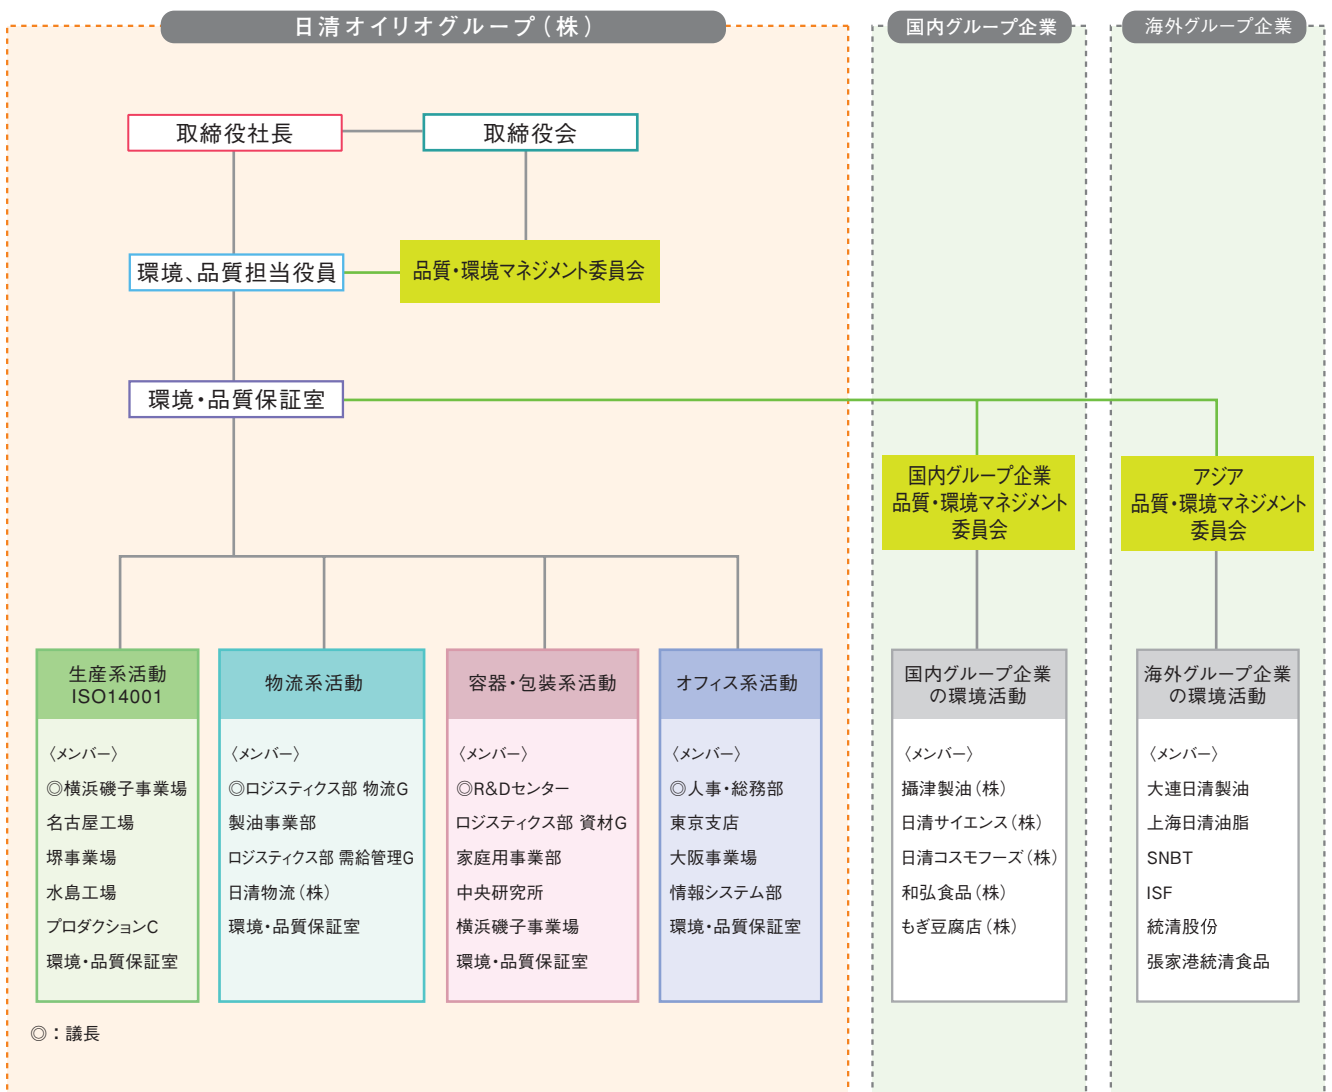 日清オイリオグループ（株）
国内グループ企業
海外グループ企業
取締役社長
取締役会
環境、品質担当役員
品質・環境マネジメント委員会
環境・品質保証室
国内グループ企業
品質・環境マネジメント
委員会
アジア
品質・環境マネジメント
委員会
生産系活動
ISO14001
〈メンバー〉
◎横浜磯子事業場
名古屋工場
堺事業場
水島工場
プロダクションC
環境・品質保証室
物流系活動
〈メンバー〉
◎ロジスティクス部 物流G
製油事業部
ロジスティクス部 需給管理G
日清物流（株）
環境・品質保証室
容器・包装系活動
〈メンバー〉
◎R&Dセンター
ロジスティクス部 資材G
家庭用事業部
中央研究所
横浜磯子事業場
環境・品質保証室
オフィス系活動
〈メンバー〉
◎人事・総務部
東京支店
大阪事業場
情報システム部
環境・品質保証室
国内グループ企業
の環境活動
〈メンバー〉
攝津製油（株）
日清サイエンス（株）
日清コスモフーズ（株）
和弘食品（株）
もぎ豆腐店（株）
海外グループ企業
の環境活動
〈メンバー〉
大連日清製油
上海日清油脂
SNBT
ISF
統清股份
張家港統清食品
◎：議長